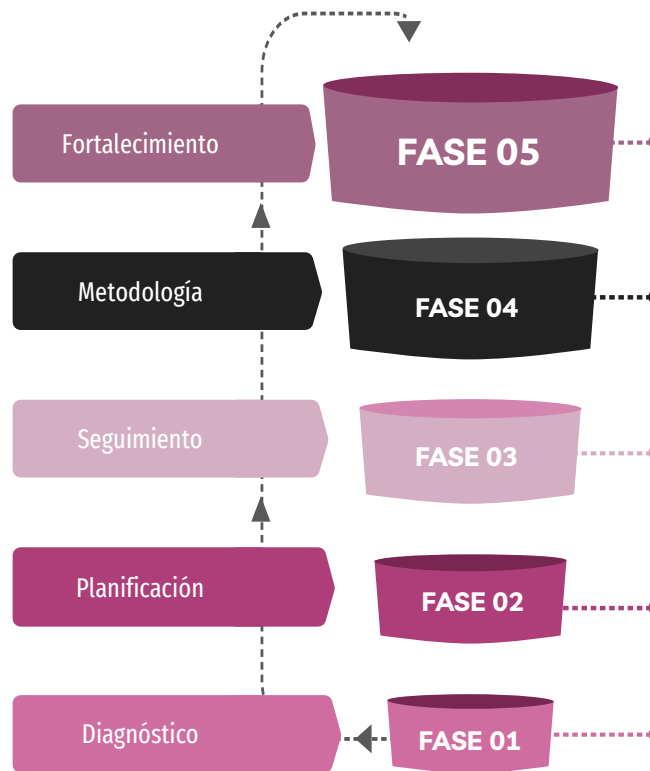 Fortalecimiento
FASE 05
Metodología
FASE 04
Seguimiento
FASE 03
Planificación
FASE 02
Diagnóstico
FASE 01